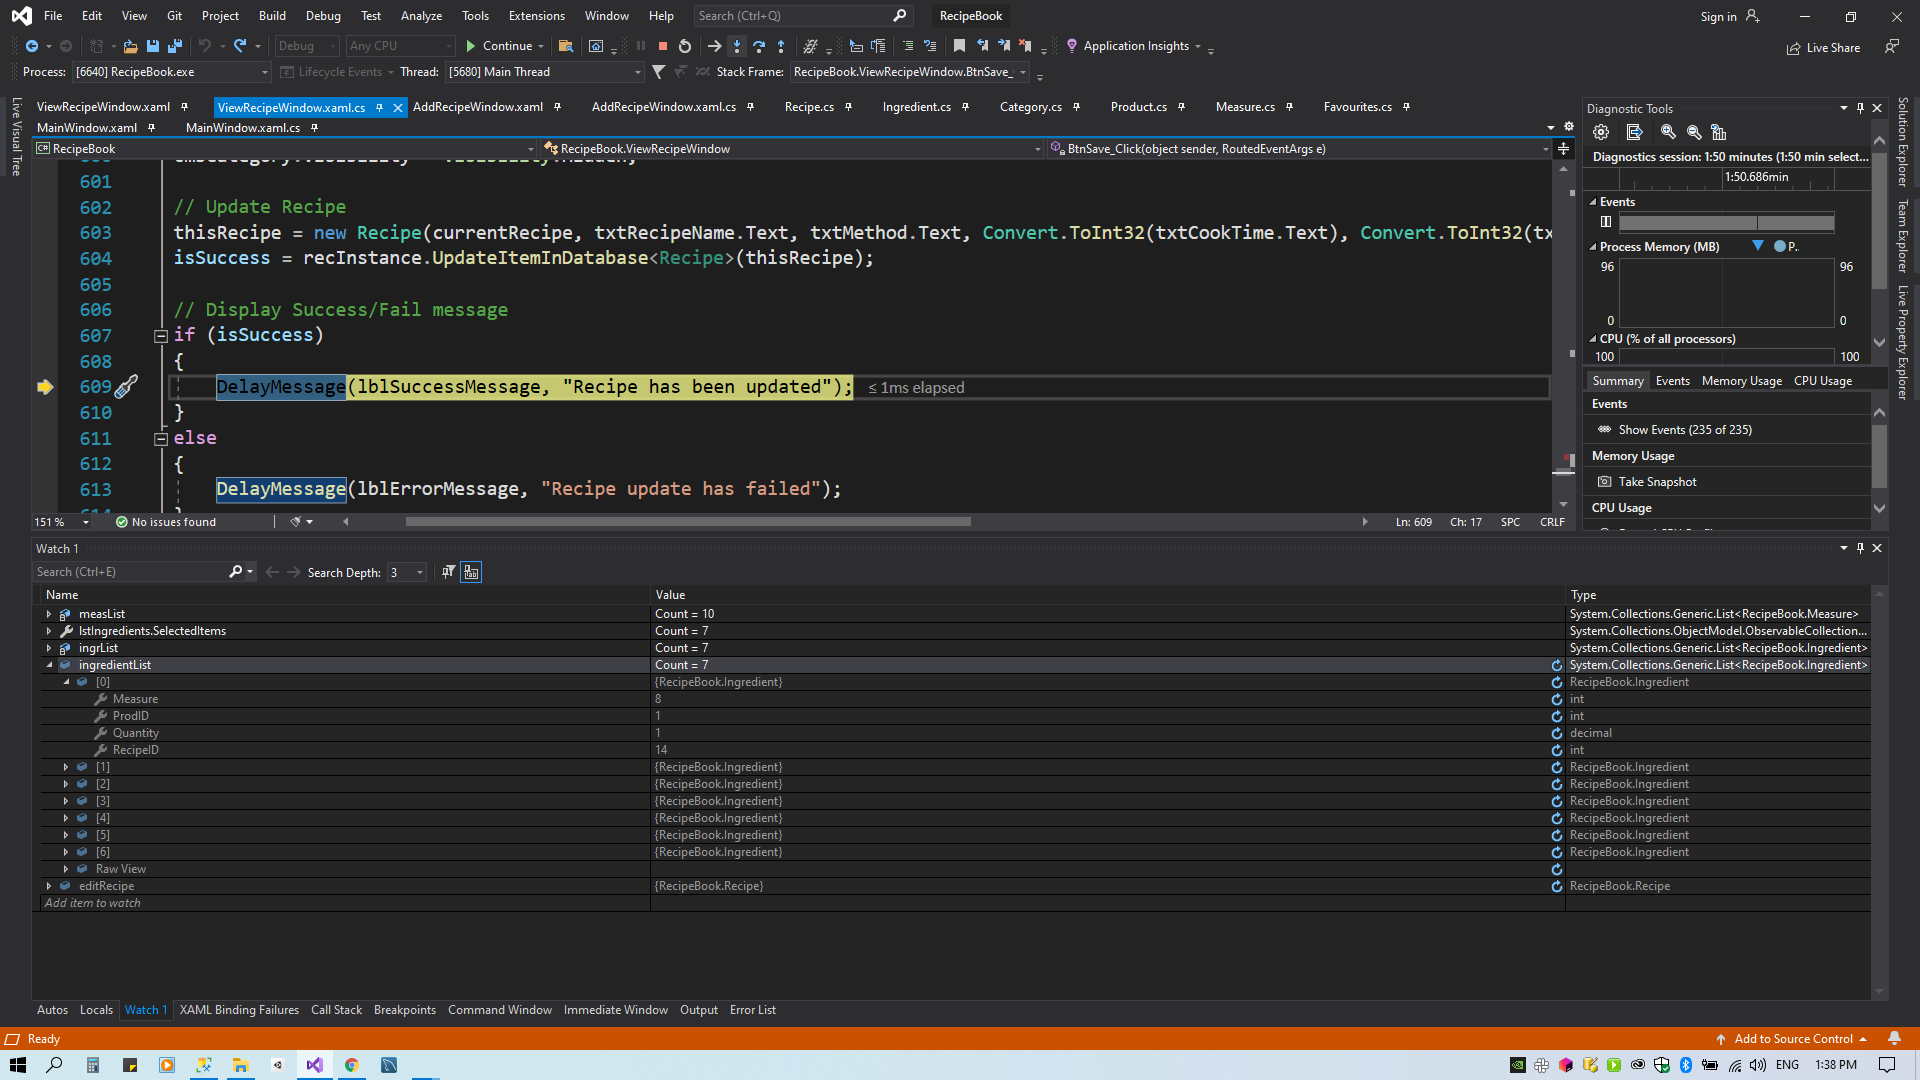 File Edit View Git Project Build Debug Test Analyze Tools Extensions Window Help Search (Ctrl+Q) RecipeBook Sign in
Debug Any CPU Continue Application Insights Live Share
Process: [6640] RecipeBook.exe Lifecycle Events Thread: [5680] Main Thread Stack Frame: RecipeBook.ViewRecipeWindow.BtnSave_
ViewRecipeWindow.xaml ViewRecipeWindow.xaml.cs AddRecipeWindow.xaml AddRecipeWindow.xaml.cs Recipe.cs Ingredient.cs Category.cs Product.cs Measure.cs Favourites.cs
MainWindow.xaml MainWindow.xaml.cs
Live Visual Tree
RecipeBook RecipeBook.ViewRecipeWindow BtnSave_Click(object sender, RoutedEventArgs e)
601
602 // Update Recipe
603 thisRecipe = new Recipe(currentRecipe, txtRecipeName.Text, txtMethod.Text, Convert.ToInt32(txtCookTime.Text), Convert.ToInt32(tx
604 isSuccess = recInstance.UpdateItemInDatabase<Recipe>(thisRecipe);
605
606 // Display Success/Fail message
607 if (isSuccess)
608 {
609 DelayMessage(lblSuccessMessage, "Recipe has been updated"); ≤ 1ms elapsed
610 }
611 else
612 {
613 DelayMessage(lblErrorMessage, "Recipe update has failed");
151 % No issues found Ln: 609 Ch: 17 SPC CRLF
Diagnostic Tools
Diagnostics session: 1:50 minutes (1:50 min select...
1:50.686min
Events
Process Memory (MB) P..
96 96
0 0
CPU (% of all processors)
100 100
Summary Events Memory Usage CPU Usage
Events
Show Events (235 of 235)
Memory Usage
Take Snapshot
CPU Usage
Solution Explorer
Team Explorer
Live Property Explorer
Watch 1
Search (Ctrl+E) Search Depth: 3
Name Value Type
measList Count = 10 System.Collections.Generic.List<RecipeBook.Measure>
lstIngredients.SelectedItems Count = 7 System.Collections.ObjectModel.ObservableCollection...
ingrList Count = 7 System.Collections.Generic.List<RecipeBook.Ingredient>
ingredientList Count = 7 System.Collections.Generic.List<RecipeBook.Ingredient>
[0] {RecipeBook.Ingredient} RecipeBook.Ingredient
Measure 8 int
ProdID 1 int
Quantity 1 decimal
RecipeID 14 int
[1] {RecipeBook.Ingredient} RecipeBook.Ingredient
[2] {RecipeBook.Ingredient} RecipeBook.Ingredient
[3] {RecipeBook.Ingredient} RecipeBook.Ingredient
[4] {RecipeBook.Ingredient} RecipeBook.Ingredient
[5] {RecipeBook.Ingredient} RecipeBook.Ingredient
[6] {RecipeBook.Ingredient} RecipeBook.Ingredient
Raw View
editRecipe {RecipeBook.Recipe} RecipeBook.Recipe
Add item to watch
Autos Locals Watch 1 XAML Binding Failures Call Stack Breakpoints Command Window Immediate Window Output Error List
Ready Add to Source Control
ENG 1:38 PM